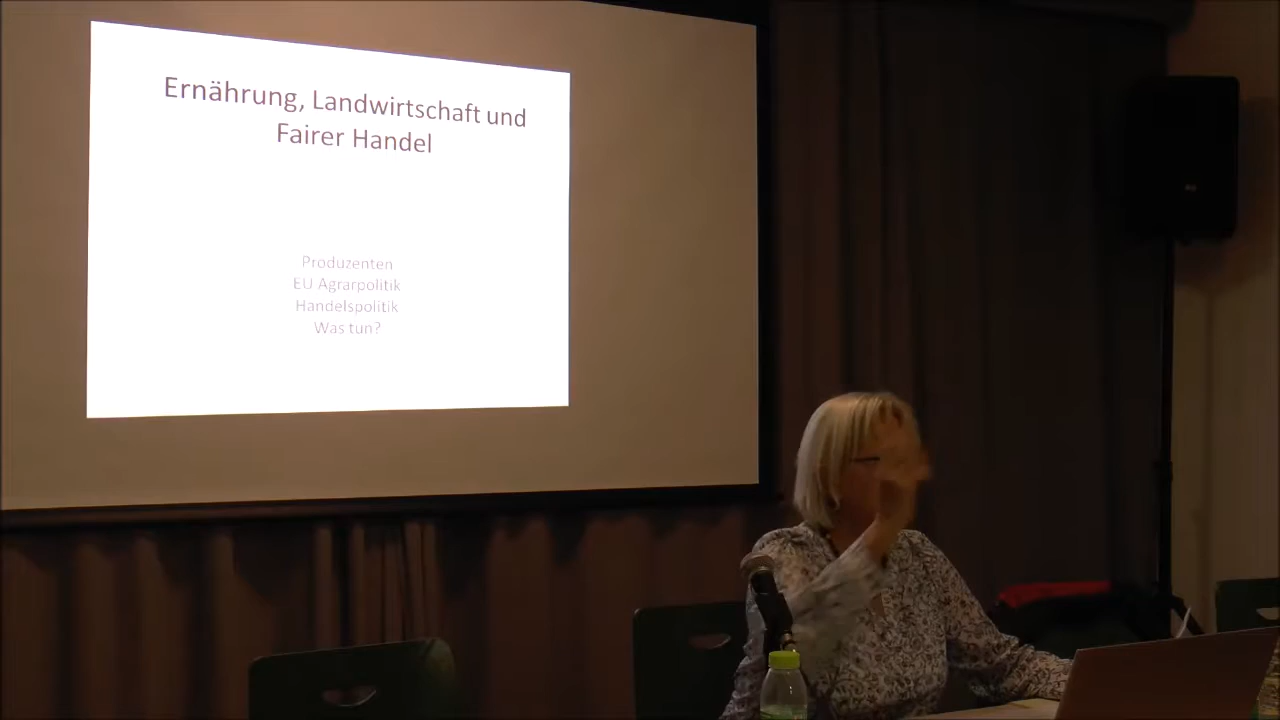 Ernährung, Landwirtschaft und
Fairer Handel
Produzenten
EU Agrarpolitik
Handelspolitik
Was tun?